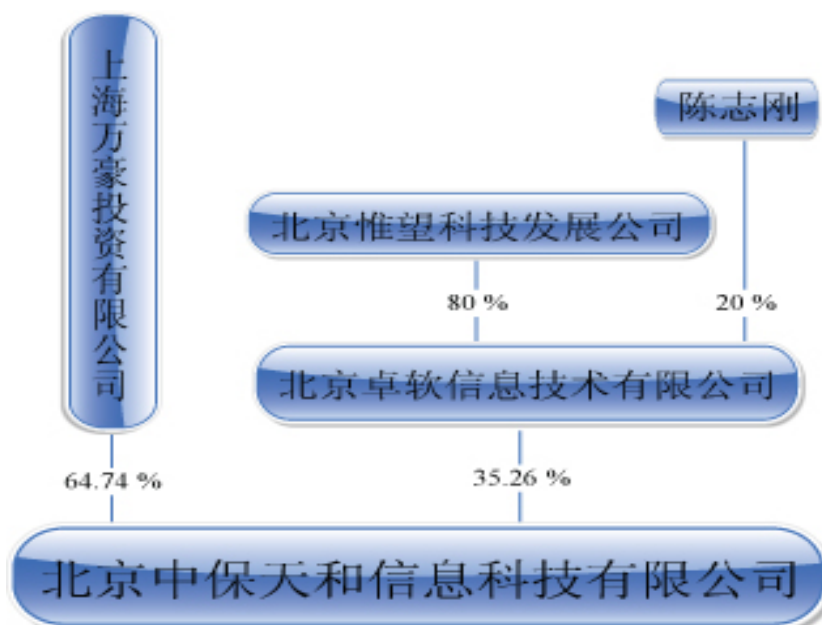 上海万豪投资有限公司
陈志刚
北京惟望科技发展公司
80 %
20 %
北京卓软信息技术有限公司
64.74 %
35.26 %
北京中保天和信息科技有限公司